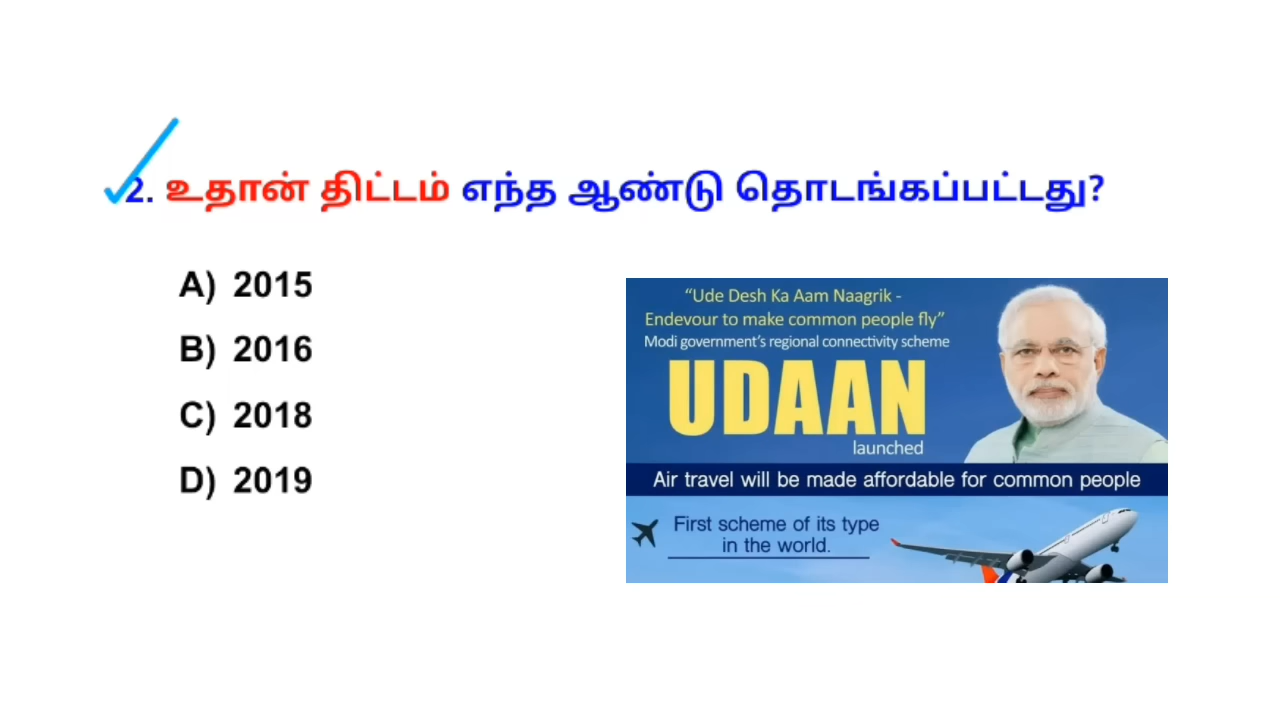 2. உதான் திட்டம் எந்த ஆண்டு தொடங்கப்பட்டது?
A) 2015
B) 2016
C) 2018
D) 2019
“Ude Desh Ka Aam Naagrik -
Endevour to make common people fly”
Modi government’s regional connectivity scheme
UDAAN
launched
Air travel will be made affordable for common people
First scheme of its type
in the world.